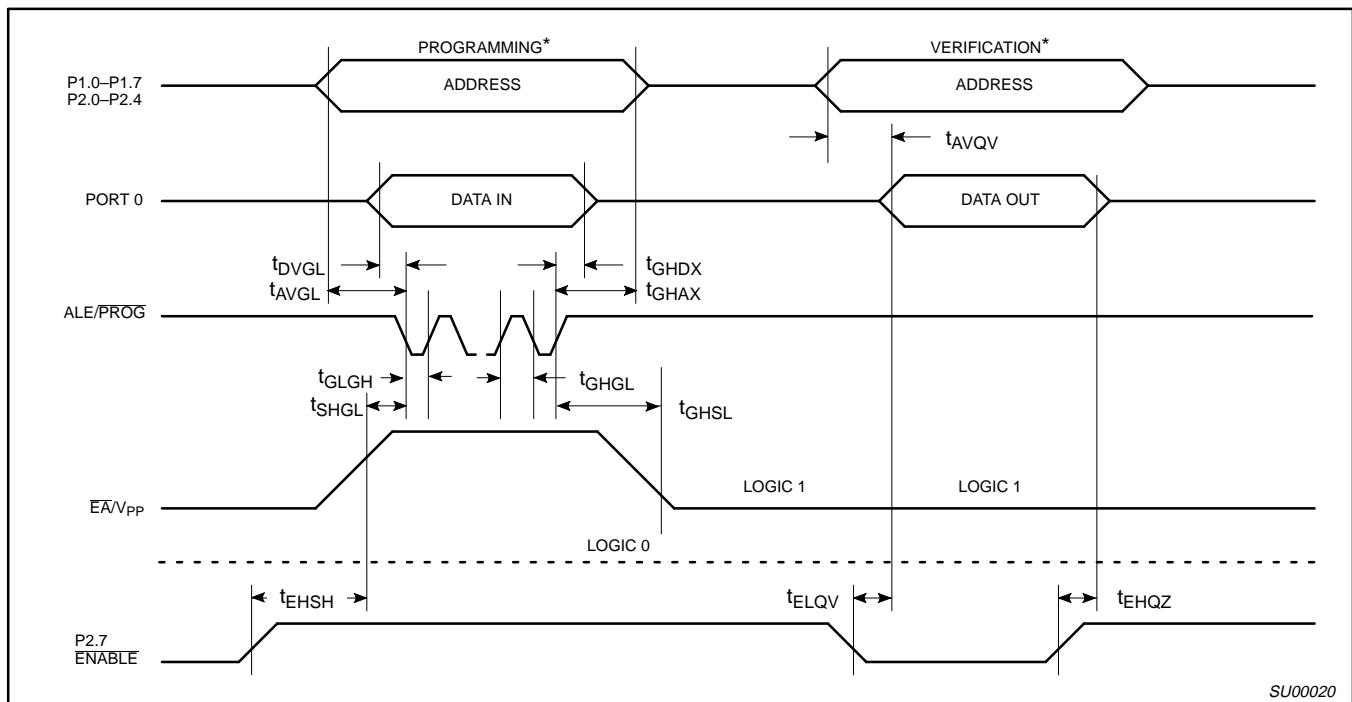 PROGRAMMING*
VERIFICATION*
P1.0–P1.7
P2.0–P2.4
ADDRESS
ADDRESS
tAVQV
PORT 0
DATA IN
DATA OUT
tDVGL
tGHDX
tAVGL
tGHAX
ALE/PROG
tGLGH
tGHGL
tSHGL
tGHSL
LOGIC 1
LOGIC 1
EA/VPP
LOGIC 0
tEHSH
tELQV
tEHQZ
P2.7
ENABLE
SU00020